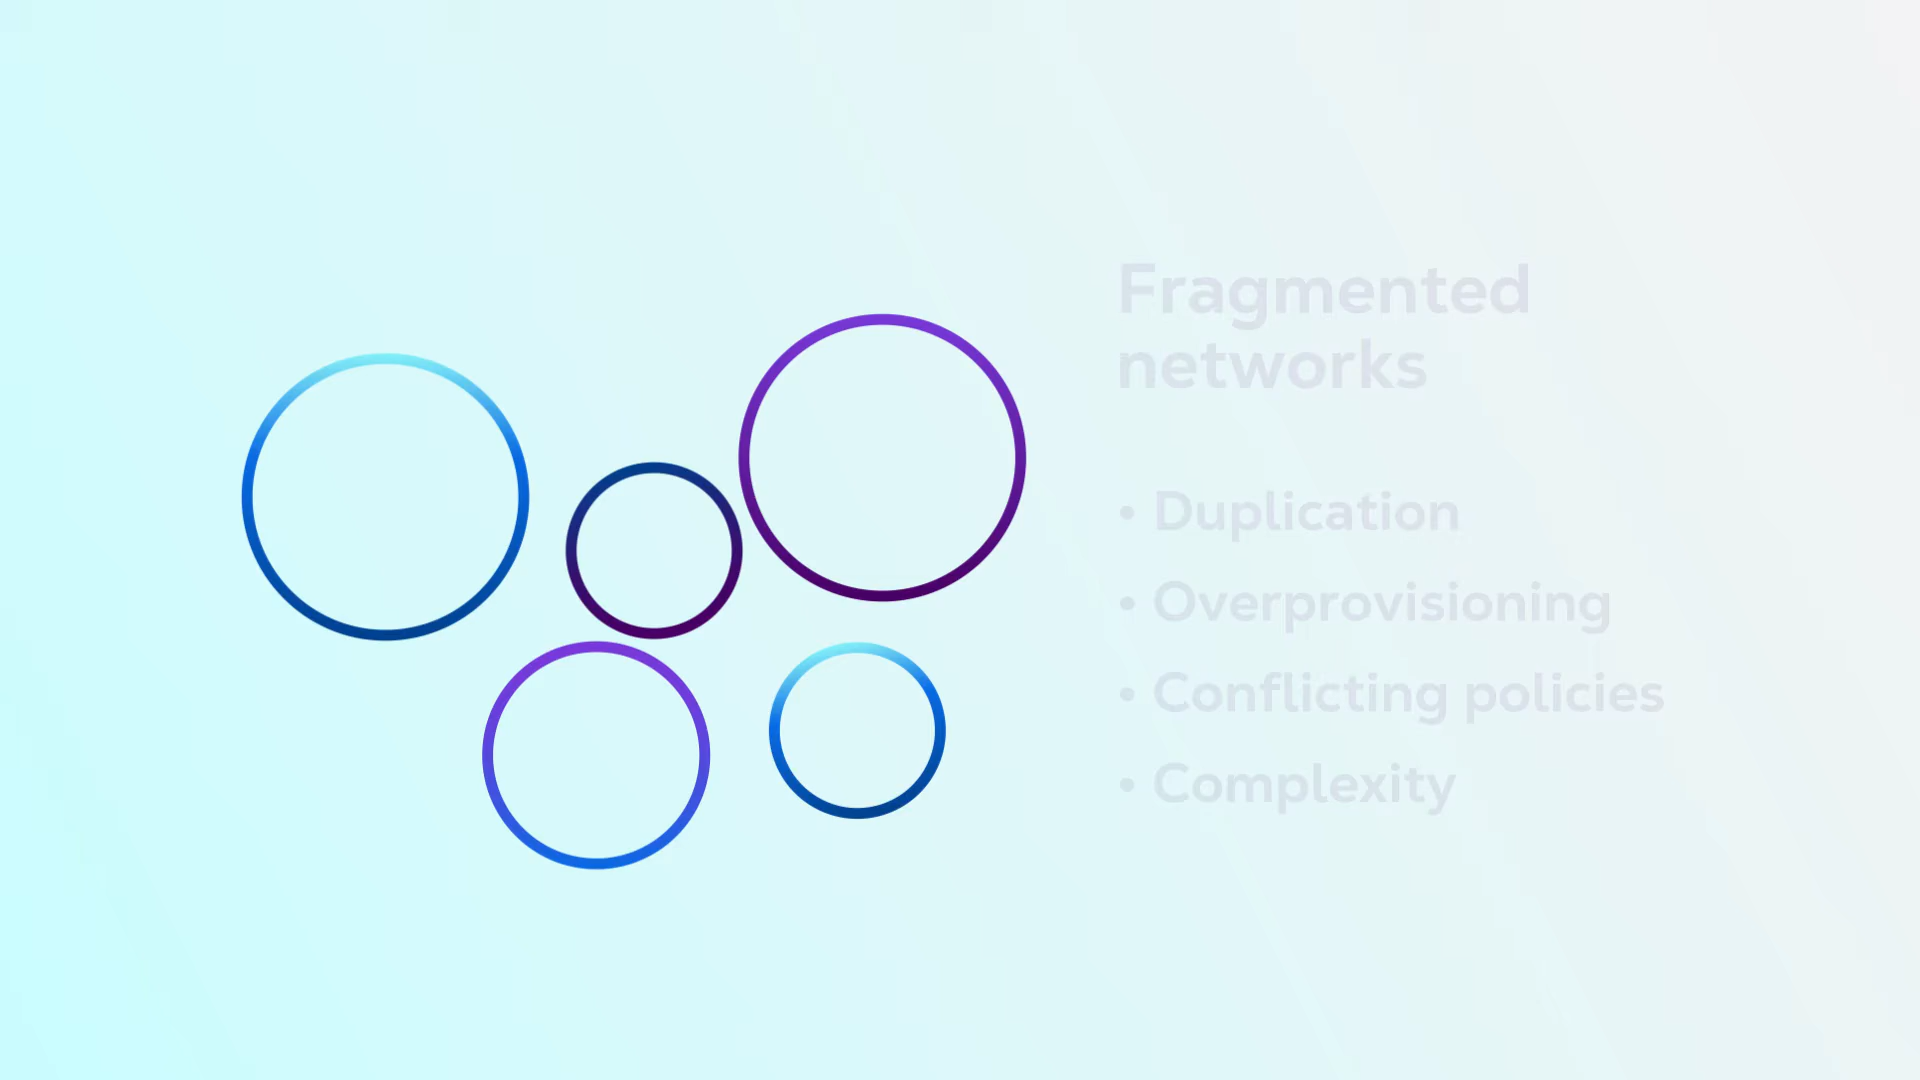 Fragmented
networks
• Duplication
• Overprovisioning
• Conflicting policies
• Complexity